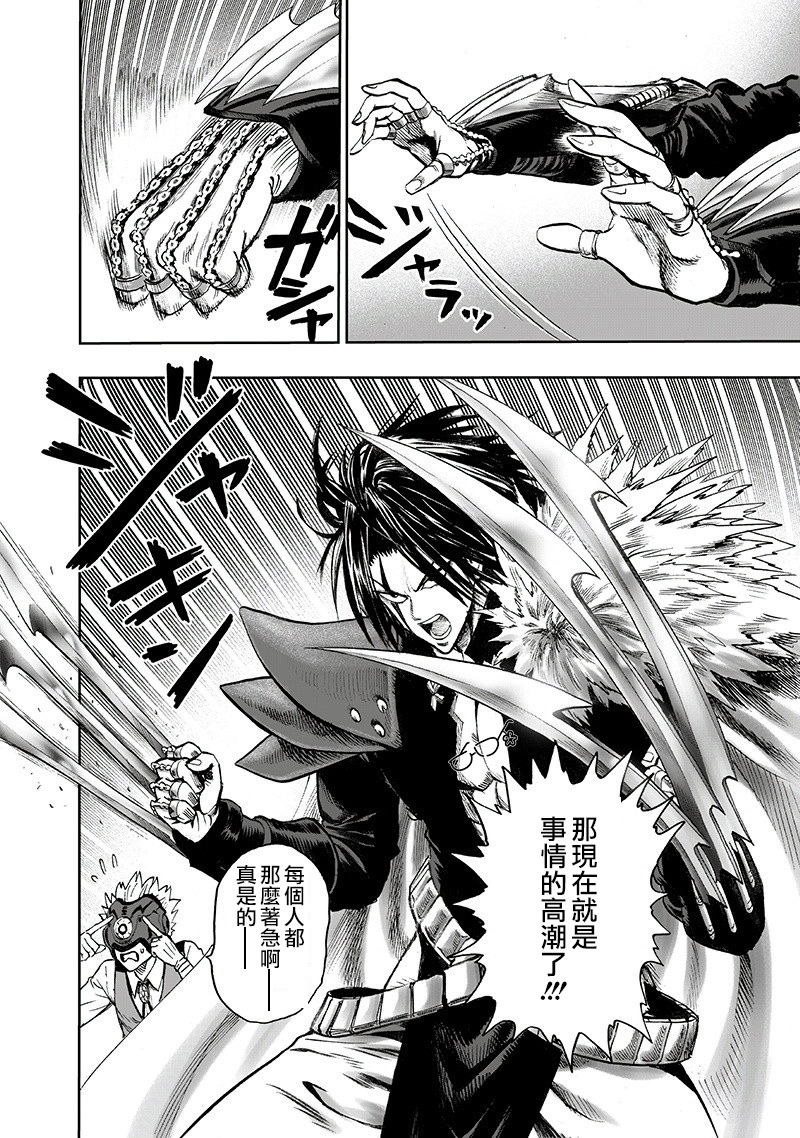 ジャラッ
ガシャ
ジャキン
那現在就是
事情的高潮了!!!
每個人都
那麼著急啊——
真是的——